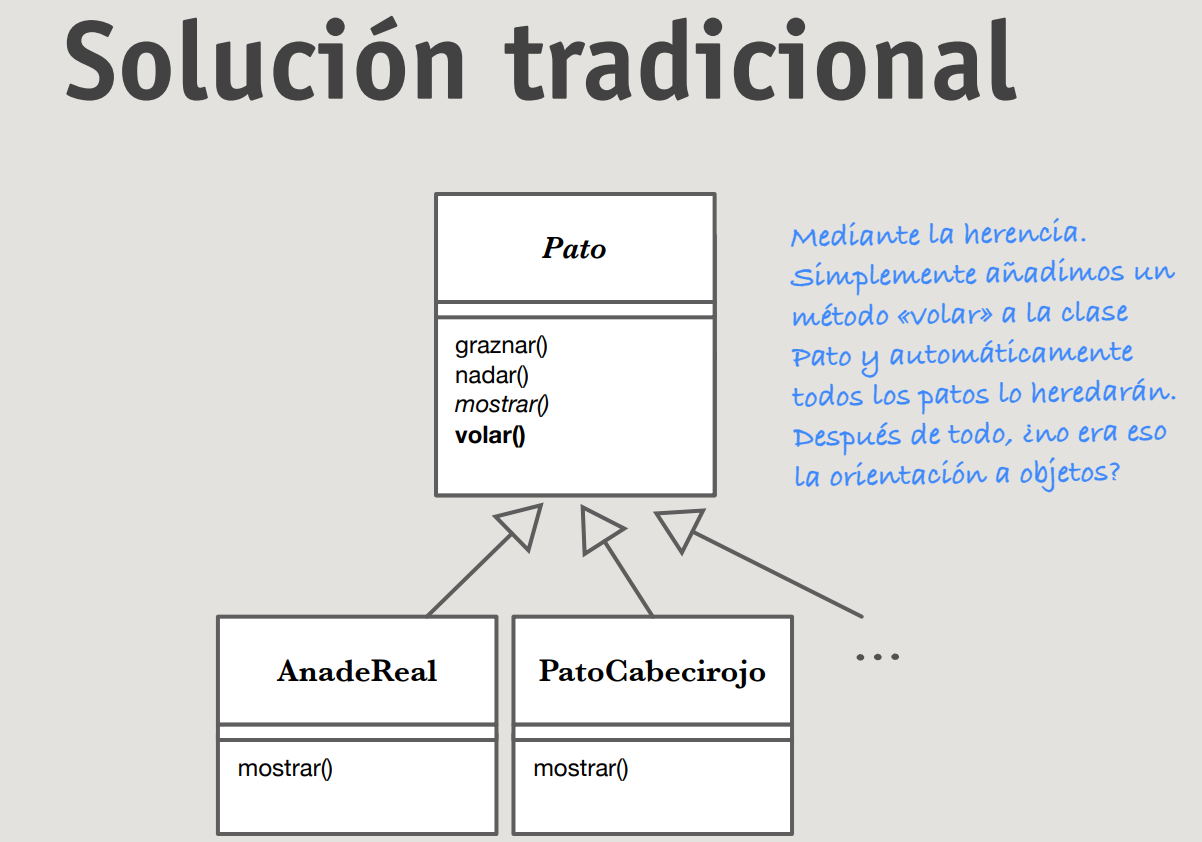 Solución tradicional
Pato
graznar()
nadar()
mostrar()
volar()
Mediante la herencia.
Simplemente añadimos un
método «volar» a la clase
Pato y automáticamente
todos los patos lo heredarán.
Después de todo, ¿no era eso
la orientación a objetos?
AnadeReal
mostrar()
PatoCabecirojo
mostrar()
...